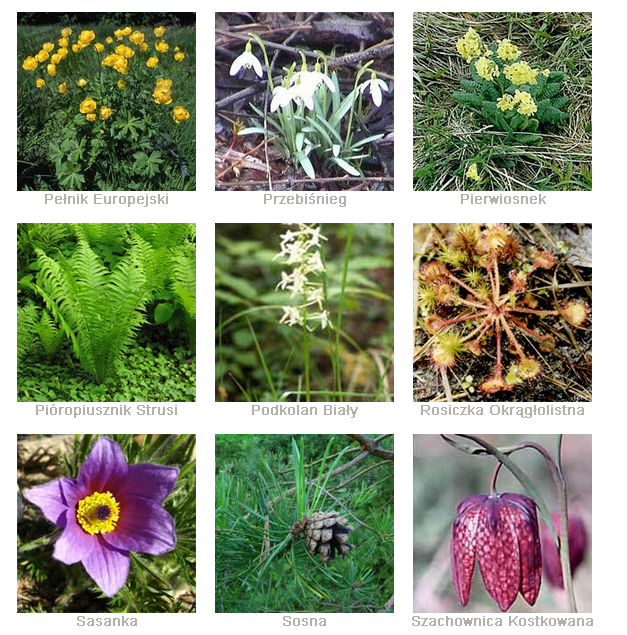 Pełnik Europejski
Przebiśnieg
Pierwiosnek
Pióropiusznik Strusi
Podkolan Biały
Rosiczka Okrągłolistna
Sasanka
Sosna
Szachownica Kostkowana